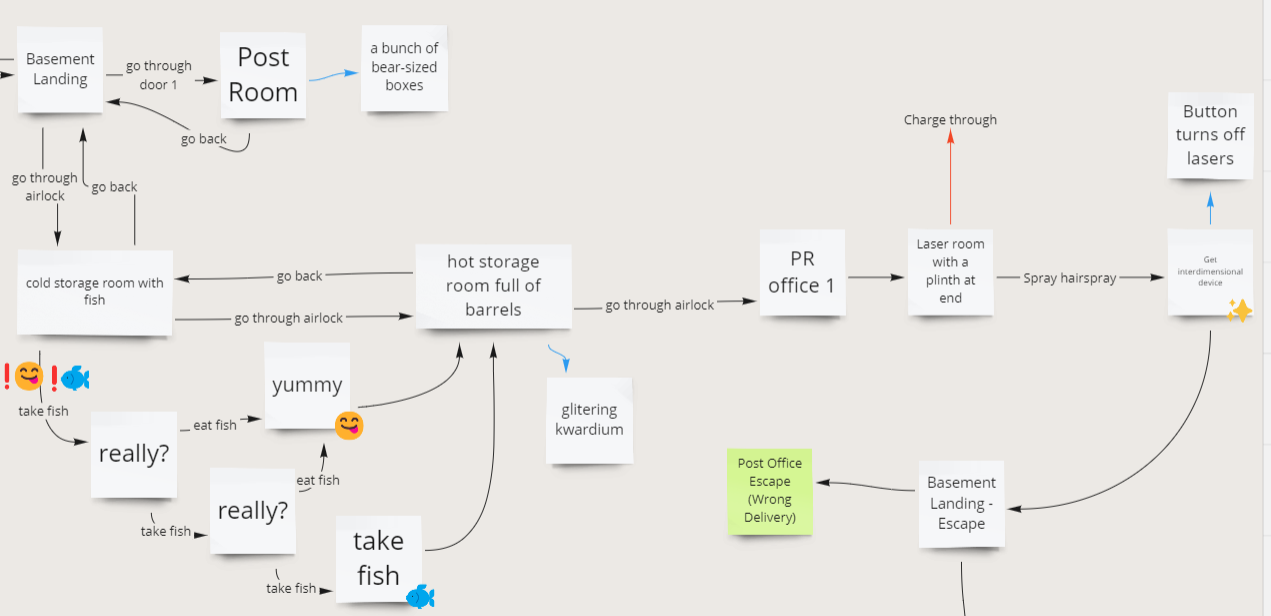 Basement
Landing
go through
door 1
Post
Room
a bunch of
bear-sized
boxes
go back
go through
airlock
go back
Charge through
Button
turns off
lasers
cold storage room with
fish
go back
go through airlock
hot storage
room full of
barrels
go through airlock
PR
office 1
Laser room
with a
plinth at
end
Spray hairspray
Get
interdimensional
device
take fish
really?
eat fish
yummy
take fish
really?
eat fish
take fish
take
fish
glitering
kwardium
Post Office
Escape
(Wrong
Delivery)
Basement
Landing -
Escape